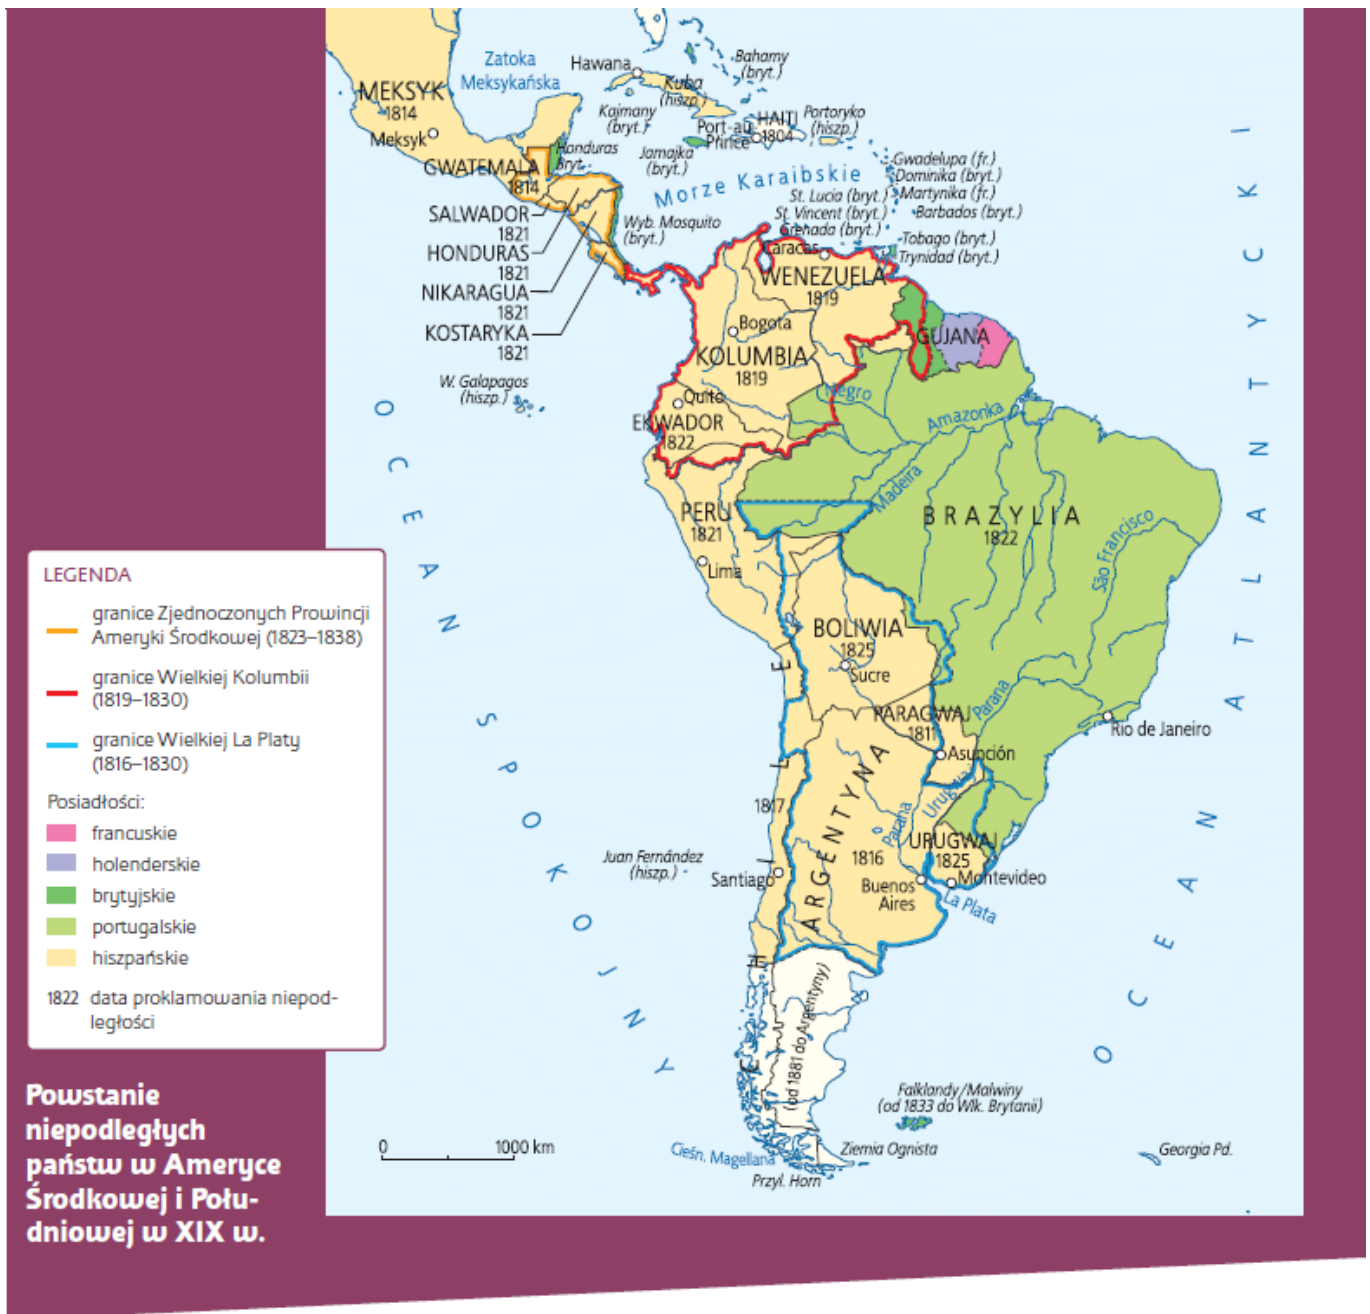 Zatoka
Meksykańska
Hawana
Bahamy
(bryt.)
MEKSYK
1814
Meksyk
Kuba
(hiszp.)
Kajmany
(bryt.)
HAITI
1804
Port-au
Prince
Portoryko
(hiszp.)
Jamajka
(bryt.)
Honduras
Bryt.
GWATEMALA
1814
Morze Karaibskie
Gwadelupa (fr.)
Dominika (bryt.)
Martynika (fr.)
St. Lucia (bryt.)
St. Vincent (bryt.)
Grenada (bryt.)
Barbados (bryt.)
Tobago (bryt.)
Trynidad (bryt.)
SALWADOR
1821
HONDURAS
1821
NIKARAGUA
1821
KOSTARYKA
1821
Wyb. Mosquito
(bryt.)
Caracas
WENEZUELA
1819
Bogota
KOLUMBIA
1819
GUJANA
W. Galapagos
(hiszp.)
Quito
EKWADOR
1822
Negro
Amazonka
Madeira
PERU
1821
Lima
BRAZYLIA
1822
São Francisco
BOLIWIA
1825
Sucre
PARAGWAJ
1811
Asunción
Parana
Rio de Janeiro
CHILE
1817
ARGENTYNA
1816
Parana
Urugwaj
URUGWAJ
1825
Juan Fernández
(hiszp.)
Santiago
Buenos
Aires
Montevideo
La Plata
(od 1881 do Argentyny)
Falklandy/Malwiny
(od 1833 do Wlk. Brytanii)
Cieśn. Magellana
Ziemia Ognista
Przyl. Horn
Georgia Pd.
OCEAN SPOKOJNY
OCEAN ATLANTYCKI
0 1000 km
LEGENDA
granice Zjednoczonych Prowincji
Ameryki Środkowej (1823–1838)
granice Wielkiej Kolumbii
(1819–1830)
granice Wielkiej La Platy
(1816–1830)
Posiadłości:
francuskie
holenderskie
brytyjskie
portugalskie
hiszpańskie
1822 data proklamowania niepod-
ległości
Powstanie
niepodległych
państw w Ameryce
Środkowej i Połu-
dniowej w XIX w.